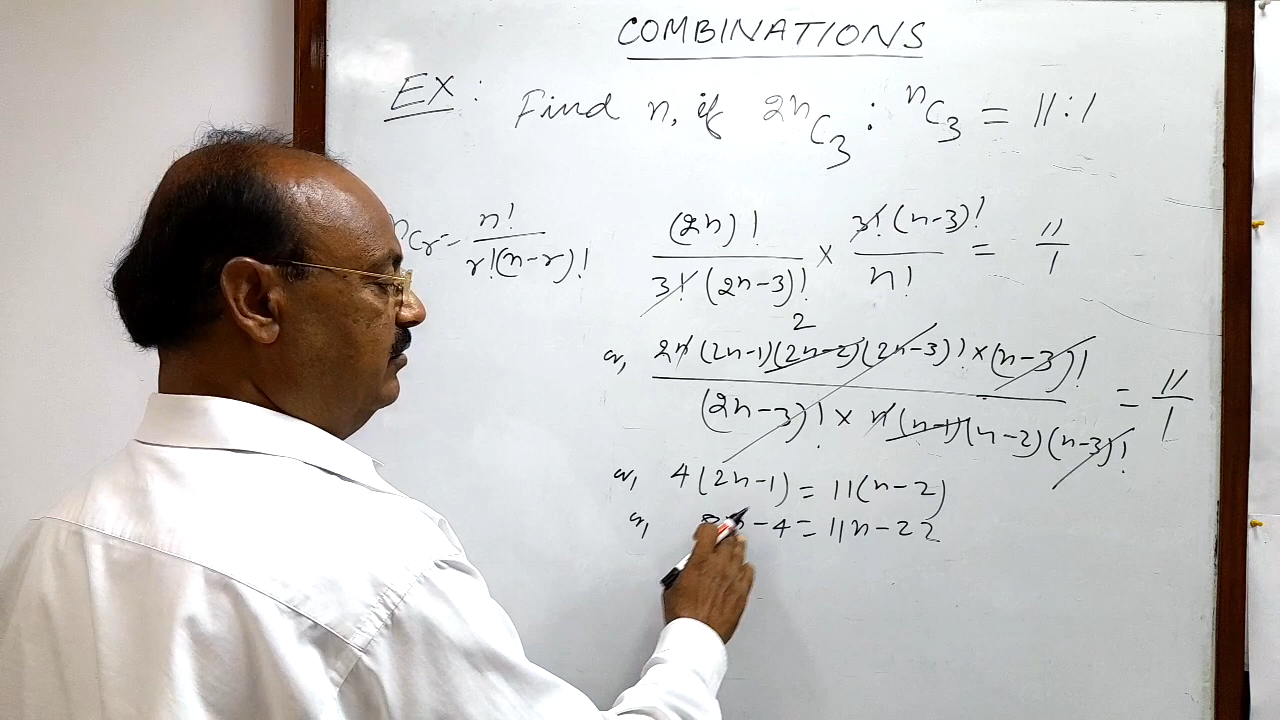 COMBINATIONS
EX: Find n, if 2nC3 : nC3 = 11:1
nCr = n!/r!(n-r)!
(2n)!/3!(2n-3)! × 3!(n-3)!/n! = 11/1
2
or, 2n(2n-1)(2n-2)(2n-3)! × (n-3)!/(2n-3)! × n(n-1)(n-2)(n-3)! = 11/1
or, 4(2n-1) = 11(n-2)
or, 8n-4 = 11n-22